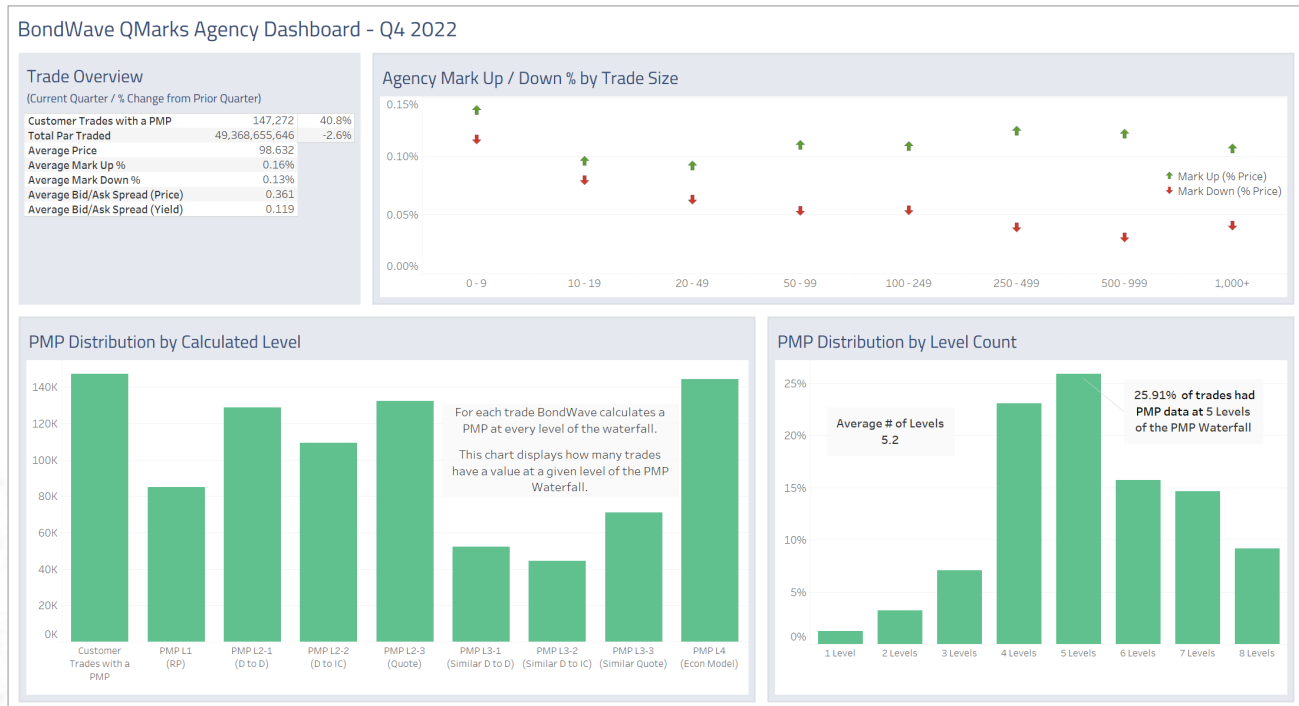 BondWave QMarks Agency Dashboard - Q4 2022
Trade Overview
(Current Quarter / % Change from Prior Quarter)
Customer Trades with a PMP 147,272 40.8%
Total Par Traded 49,368,655,646 -2.6%
Average Price 98.632
Average Mark Up % 0.16%
Average Mark Down % 0.13%
Average Bid/Ask Spread (Price) 0.361
Average Bid/Ask Spread (Yield) 0.119
Agency Mark Up / Down % by Trade Size
0.15%
0.10%
0.05%
0.00%
Mark Up (% Price)
Mark Down (% Price)
0 - 9 10 - 19 20 - 49 50 - 99 100 - 249 250 - 499 500 - 999 1,000+
PMP Distribution by Calculated Level
140K
120K
100K
80K
60K
40K
20K
0K
For each trade BondWave calculates a
PMP at every level of the waterfall.
This chart displays how many trades
have a value at a given level of the PMP
Waterfall.
Customer
Trades with a
PMP
PMP L1
(RP)
PMP L2-1
(D to D)
PMP L2-2
(D to IC)
PMP L2-3
(Quote)
PMP L3-1
(Similar D to D)
PMP L3-2
(Similar D to IC)
PMP L3-3
(Similar Quote)
PMP L4
(Econ Model)
PMP Distribution by Level Count
25%
20%
15%
10%
5%
0%
Average # of Levels
5.2
25.91% of trades had
PMP data at 5 Levels
of the PMP Waterfall
1 Level 2 Levels 3 Levels 4 Levels 5 Levels 6 Levels 7 Levels 8 Levels